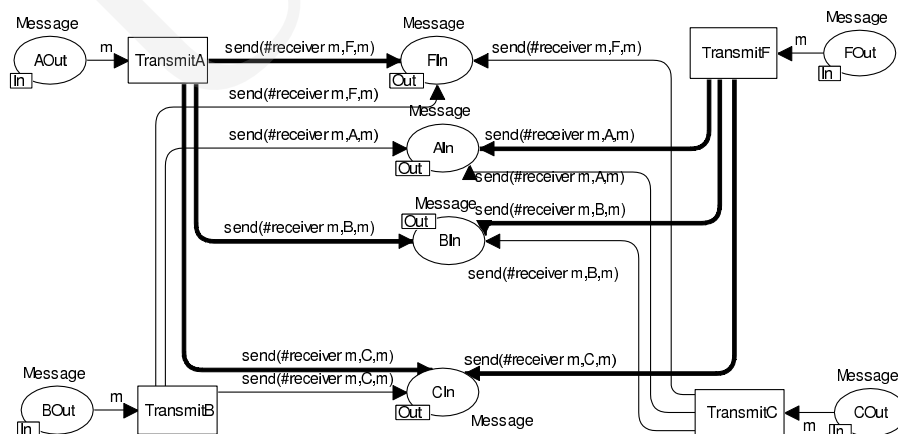 Message
Message
Message
AOut
m
TransmitA
send(#receiver m,F,m)
FIn
send(#receiver m,F,m)
TransmitF
m
FOut
In
Out
In
send(#receiver m,F,m)
Message
send(#receiver m,A,m)
AIn
send(#receiver m,A,m)
Out
send(#receiver m,A,m)
Message
send(#receiver m,B,m)
Out
send(#receiver m,B,m)
BIn
send(#receiver m,B,m)
send(#receiver m,C,m)
send(#receiver m,C,m)
Message
send(#receiver m,C,m)
CIn
Message
BOut
m
TransmitB
Out
Message
TransmitC
m
COut
In
In